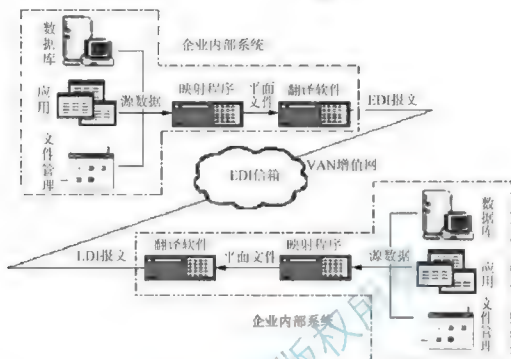 数据库
企业内部系统
应用
源数据
映射程序
平面文件
翻译软件
EDI报文
文件管理
EDI信箱
VAN增值网
数据库
EDI报文
翻译软件
平面文件
映射程序
源数据
应用
文件管理
企业内部系统
版权所